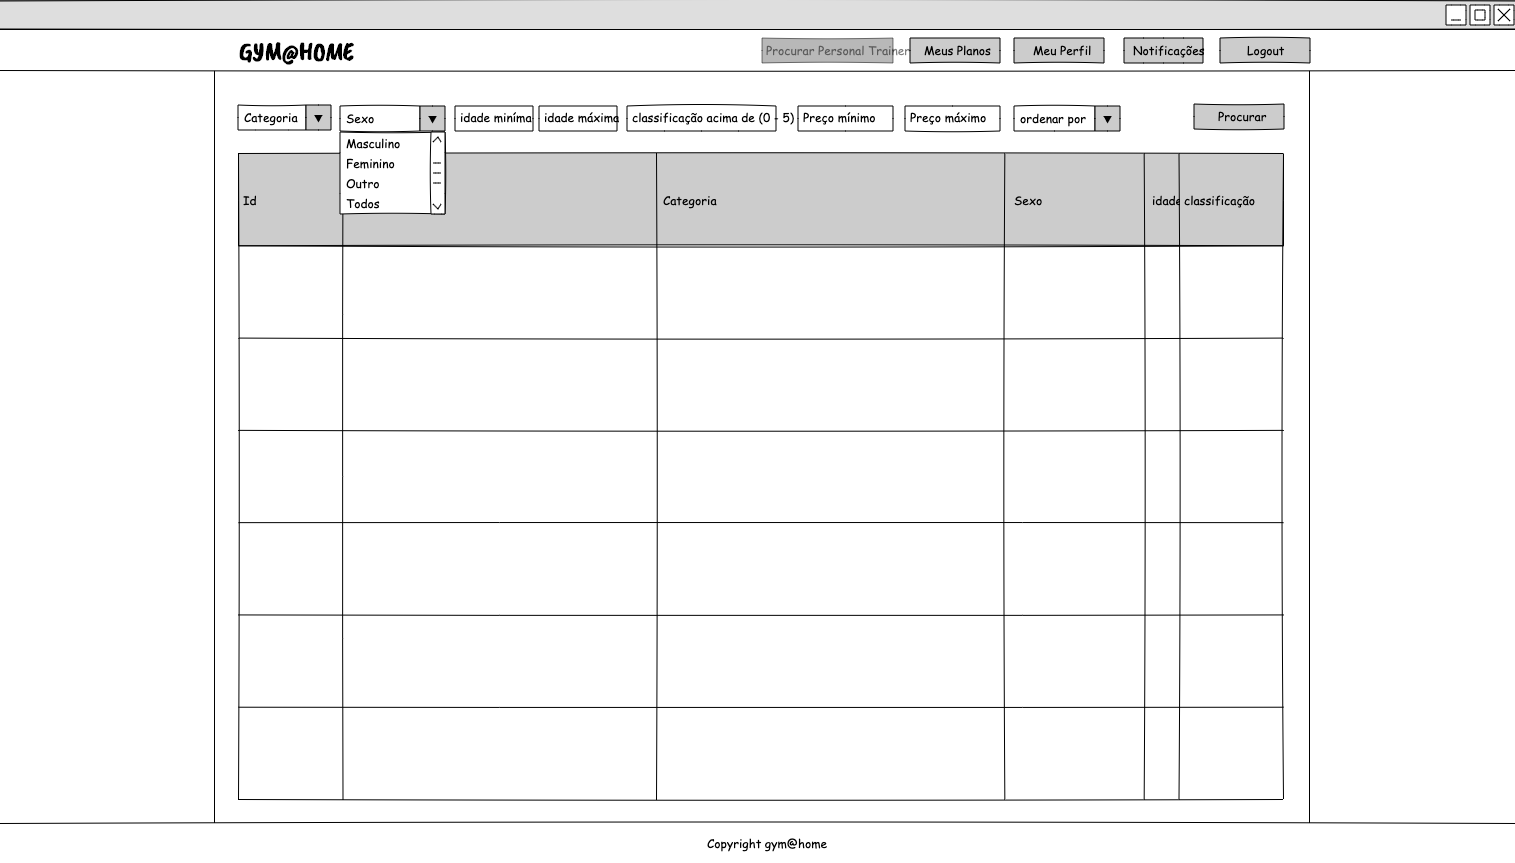 GYM@HOME
Procurar Personal Trainer
Meus Planos
Meu Perfil
Notificações
Logout
Categoria
Sexo
idade miníma
idade máxima
classificação acima de (0 - 5)
Preço mínimo
Preço máximo
ordenar por
Procurar
Masculino
Feminino
Outro
Todos
Id
Categoria
Sexo
idade
classificação
Copyright gym@home